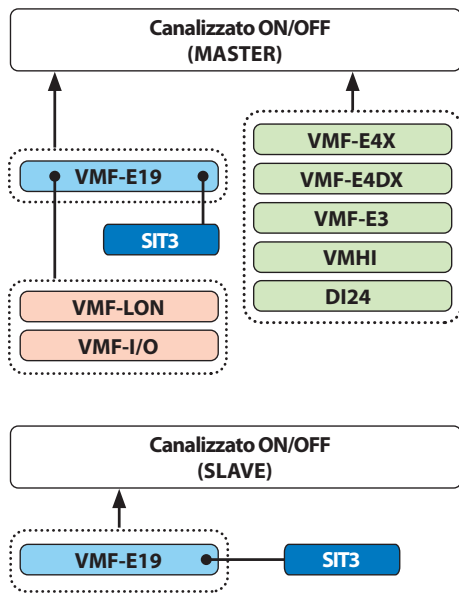 Canalizzato ON/OFF
(MASTER)
VMF-E19
SIT3
VMF-LON
VMF-I/O
VMF-E4X
VMF-E4DX
VMF-E3
VMHI
DI24
Canalizzato ON/OFF
(SLAVE)
VMF-E19
SIT3